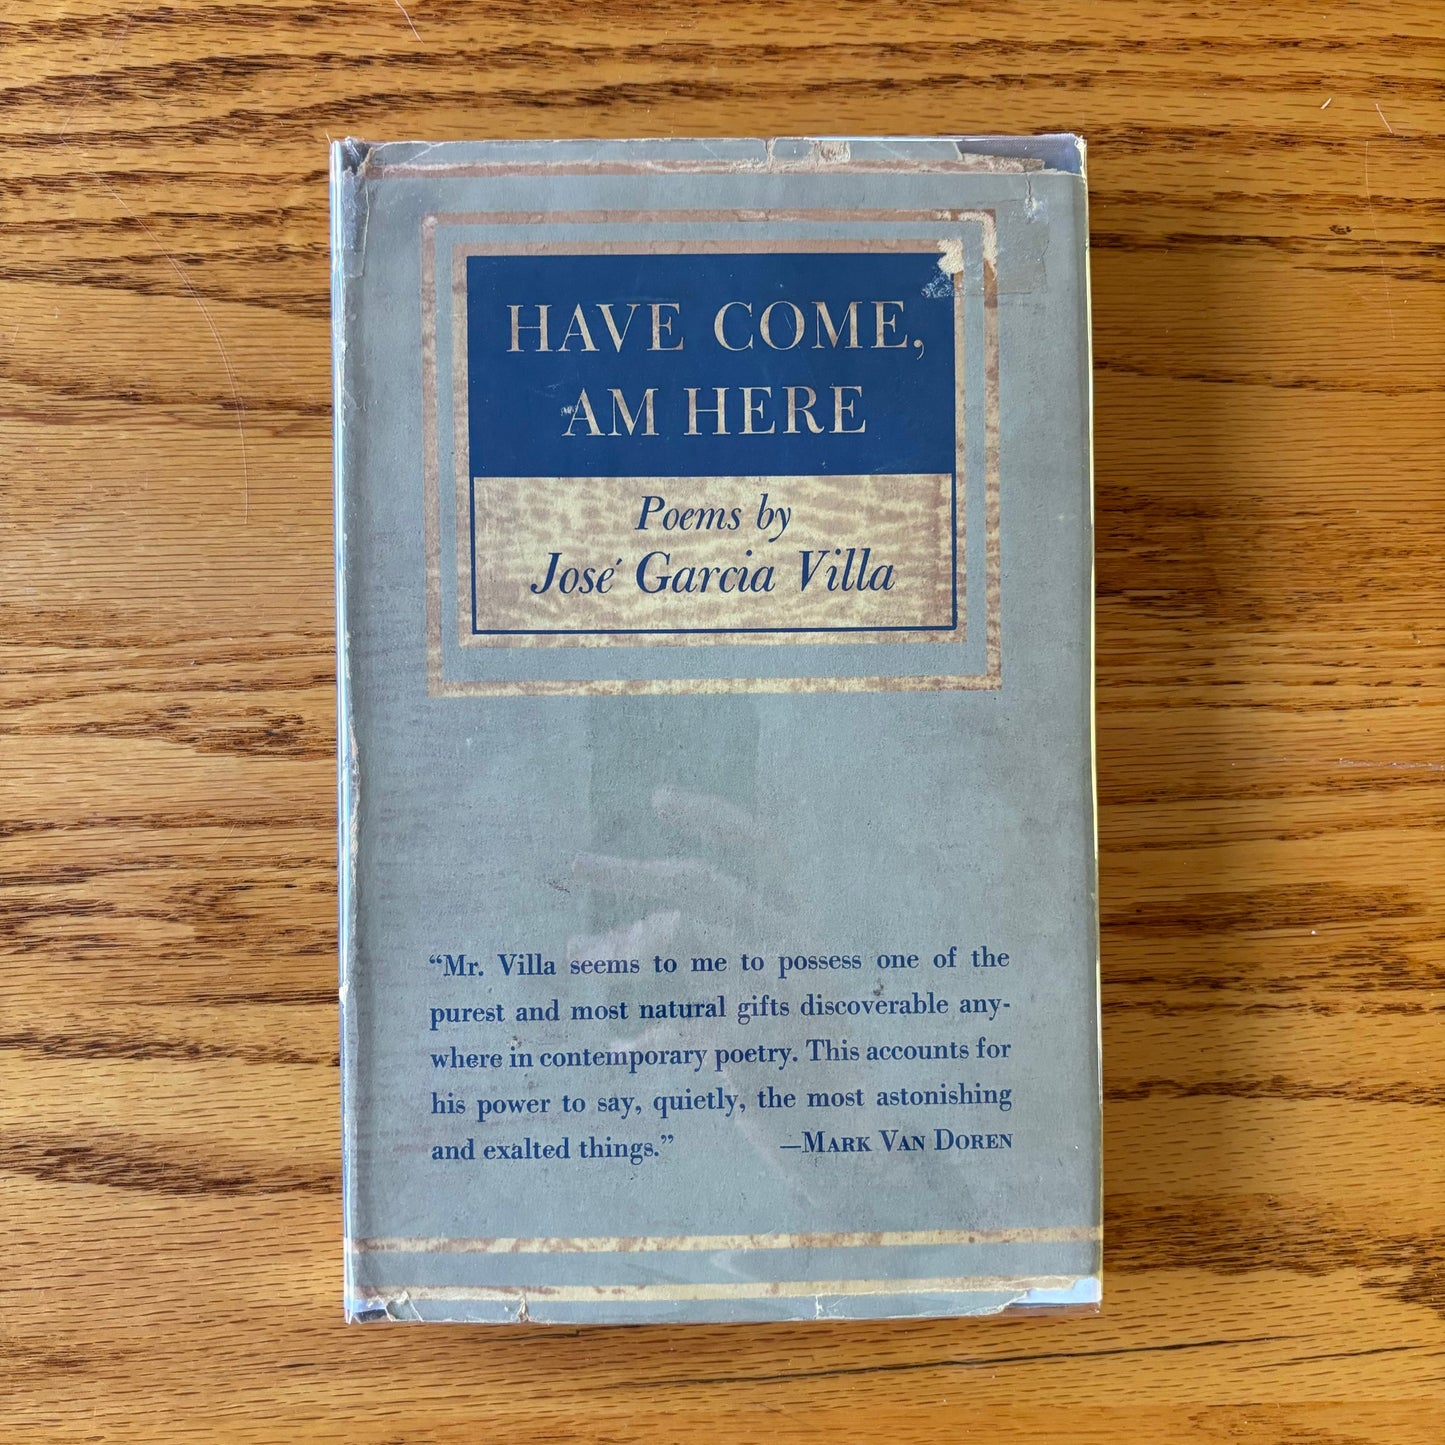 HAVE COME,
AM HERE
Poems by
José Garcia Villa
“Mr. Villa seems to me to possess one of the
purest and most natural gifts discoverable any-
where in contemporary poetry. This accounts for
his power to say, quietly, the most astonishing
and exalted things.” —MARK VAN DOREN